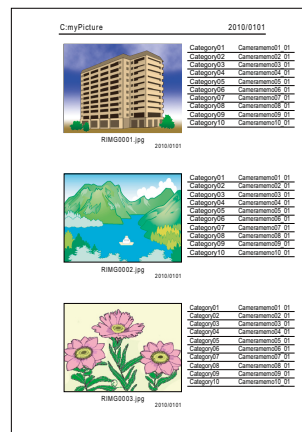 C:myPicture 2010/0101
Category01 Cameramemo01_01
Category02 Cameramemo02_01
Category03 Cameramemo03_01
Category04 Cameramemo04_01
Category05 Cameramemo05_01
Category06 Cameramemo06_01
Category07 Cameramemo07_01
Category08 Cameramemo08_01
Category09 Cameramemo09_01
Category10 Cameramemo10_01
RIMG0001.jpg
2010/0101
Category01 Cameramemo01_01
Category02 Cameramemo02_01
Category03 Cameramemo03_01
Category04 Cameramemo04_01
Category05 Cameramemo05_01
Category06 Cameramemo06_01
Category07 Cameramemo07_01
Category08 Cameramemo08_01
Category09 Cameramemo09_01
Category10 Cameramemo10_01
RIMG0002.jpg
2010/0101
Category01 Cameramemo01_01
Category02 Cameramemo02_01
Category03 Cameramemo03_01
Category04 Cameramemo04_01
Category05 Cameramemo05_01
Category06 Cameramemo06_01
Category07 Cameramemo07_01
Category08 Cameramemo08_01
Category09 Cameramemo09_01
Category10 Cameramemo10_01
RIMG0003.jpg
2010/0101